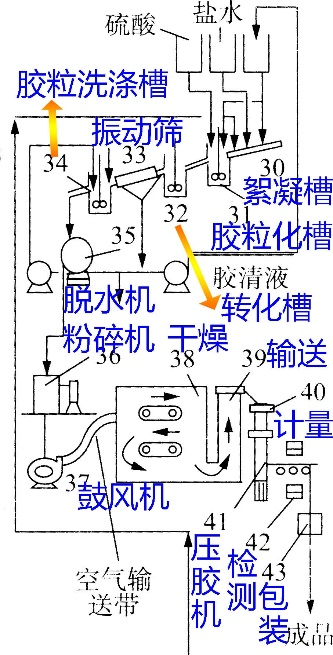 盐水
硫酸
胶粒洗涤槽
振动筛
34
33
30
絮凝槽
31
32
胶粒化槽
35
胶清液
脱水机
转化槽
粉碎机
干燥
36
38
39
输送
40
计量
37
鼓风机
41
42
43
压胶机
检测
包装
空气输
送带
成品